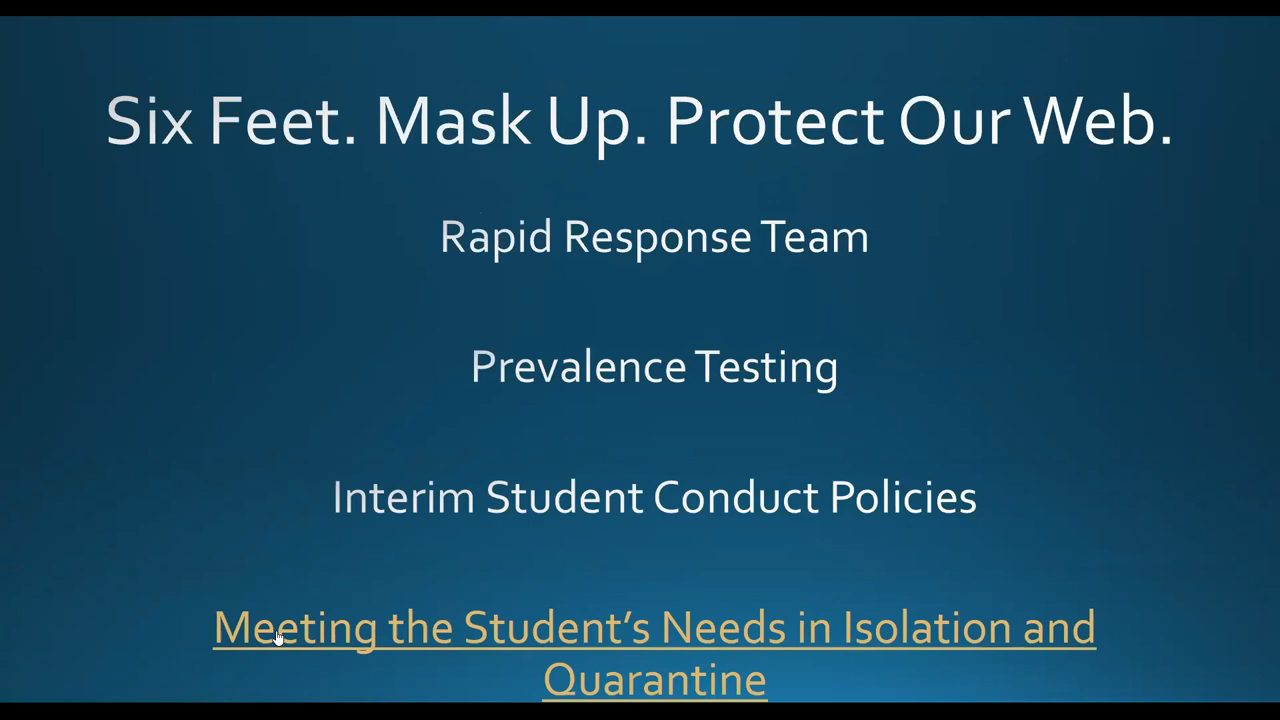 Six Feet. Mask Up. Protect Our Web.
Rapid Response Team
Prevalence Testing
Interim Student Conduct Policies
Meeting the Student’s Needs in Isolation and
Quarantine